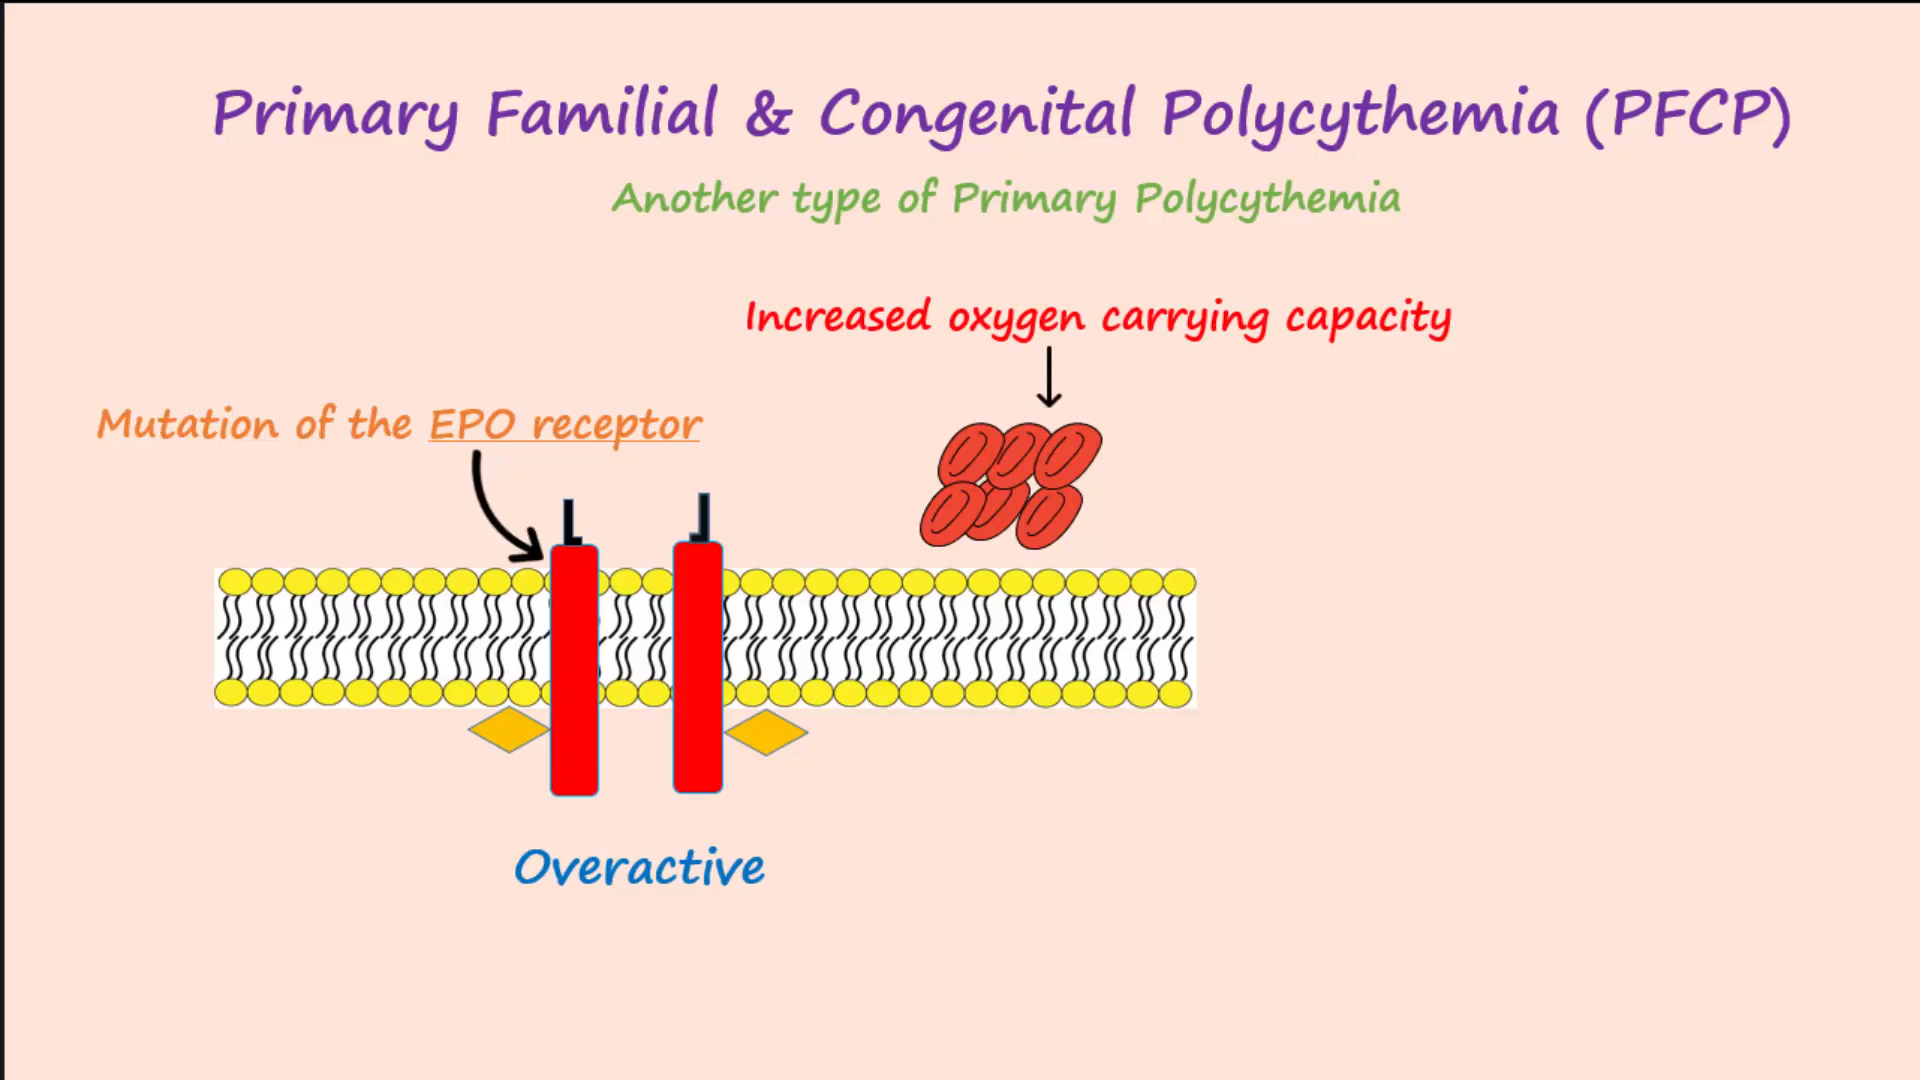 Primary Familial & Congenital Polycythemia (PFCP)
Another type of Primary Polycythemia
Increased oxygen carrying capacity
Mutation of the EPO receptor
Overactive